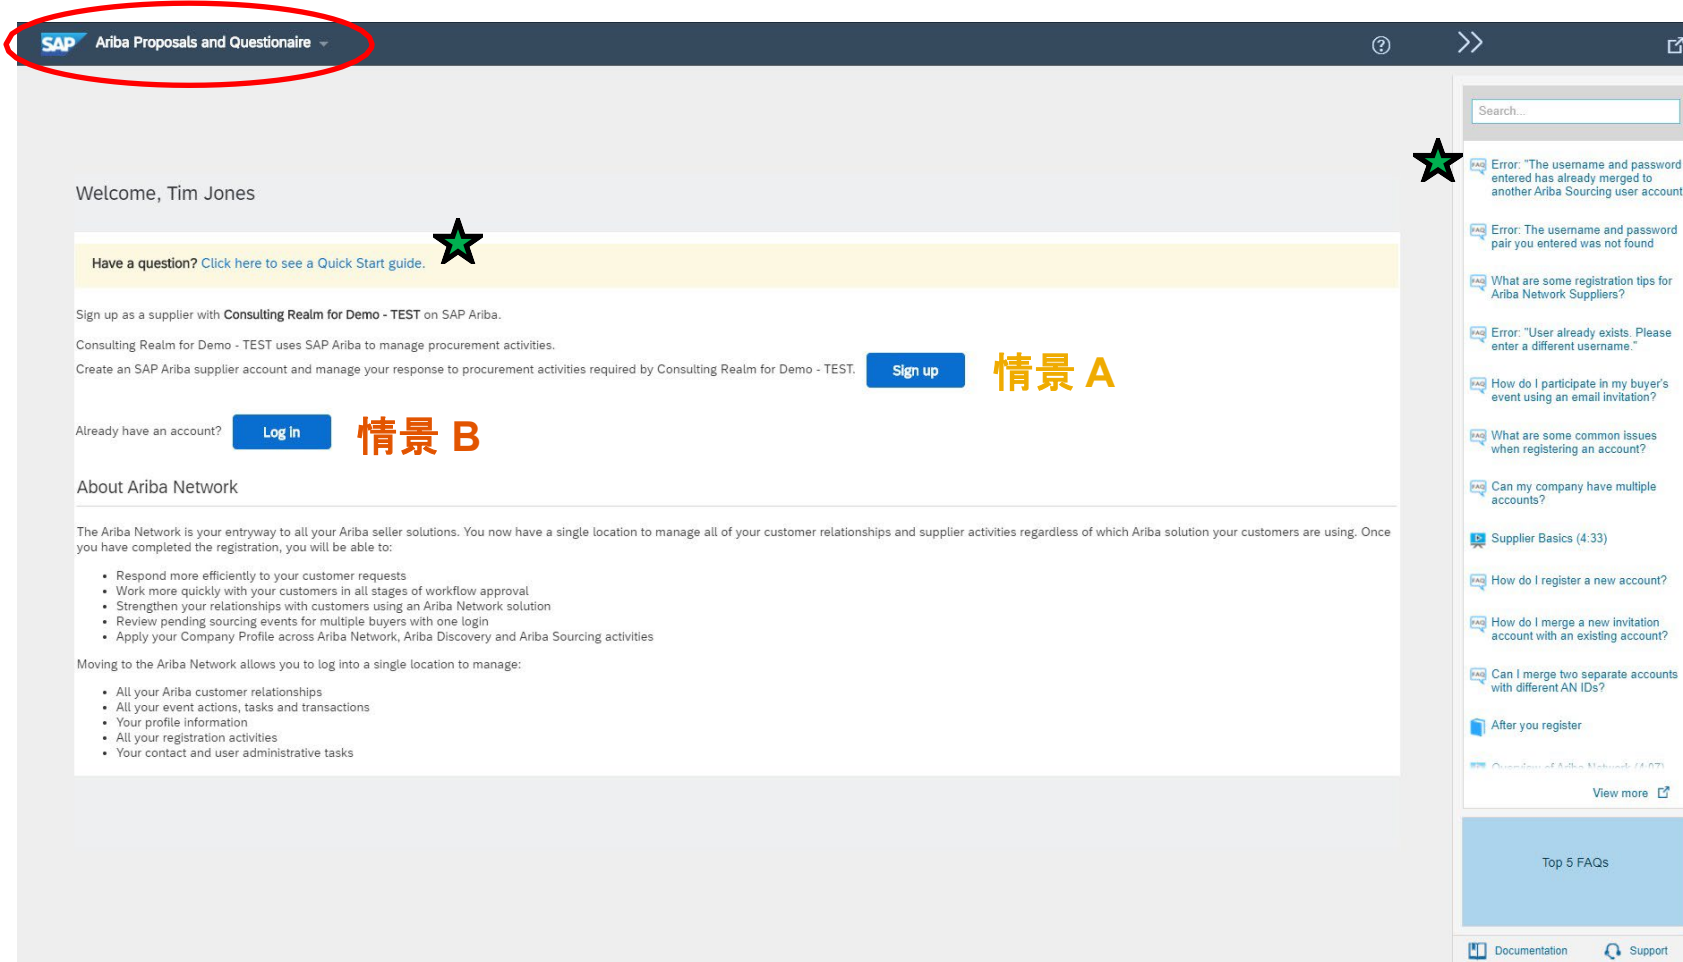 SAP Ariba Proposals and Questionaire
Search...
Error: "The username and password
entered has already merged to
another Ariba Sourcing user account
Welcome, Tim Jones
Error: The username and password
pair you entered was not found
Have a question? Click here to see a Quick Start guide.
What are some registration tips for
Ariba Network Suppliers?
Sign up as a supplier with Consulting Realm for Demo - TEST on SAP Ariba.
Error: "User already exists. Please
enter a different username."
Consulting Realm for Demo - TEST uses SAP Ariba to manage procurement activities.
Create an SAP Ariba supplier account and manage your response to procurement activities required by Consulting Realm for Demo - TEST. Sign up 情景 A
How do I participate in my buyer's
event using an email invitation?
Already have an account? Log in 情景 B
What are some common issues
when registering an account?
About Ariba Network
Can my company have multiple
accounts?
The Ariba Network is your entryway to all your Ariba seller solutions. You now have a single location to manage all of your customer relationships and supplier activities regardless of which Ariba solution your customers are using. Once
you have completed the registration, you will be able to:
Supplier Basics (4:33)
• Respond more efficiently to your customer requests
• Work more quickly with your customers in all stages of workflow approval
• Strengthen your relationships with customers using an Ariba Network solution
• Review pending sourcing events for multiple buyers with one login
• Apply your Company Profile across Ariba Network, Ariba Discovery and Ariba Sourcing activities
How do I register a new account?
How do I merge a new invitation
account with an existing account?
Moving to the Ariba Network allows you to log into a single location to manage:
Can I merge two separate accounts
with different AN IDs?
• All your Ariba customer relationships
• All your event actions, tasks and transactions
• Your profile information
• All your registration activities
• Your contact and user administrative tasks
After you register
Overview of Ariba Network (4:07)
View more
Top 5 FAQs
Documentation Support